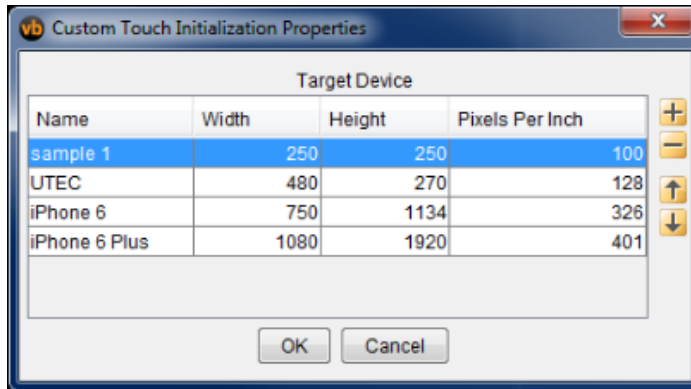 vb Custom Touch Initialization Properties
Target Device
Name Width Height Pixels Per Inch
sample 1 250 250 100
UTEC 480 270 128
iPhone 6 750 1134 326
iPhone 6 Plus 1080 1920 401
OK Cancel